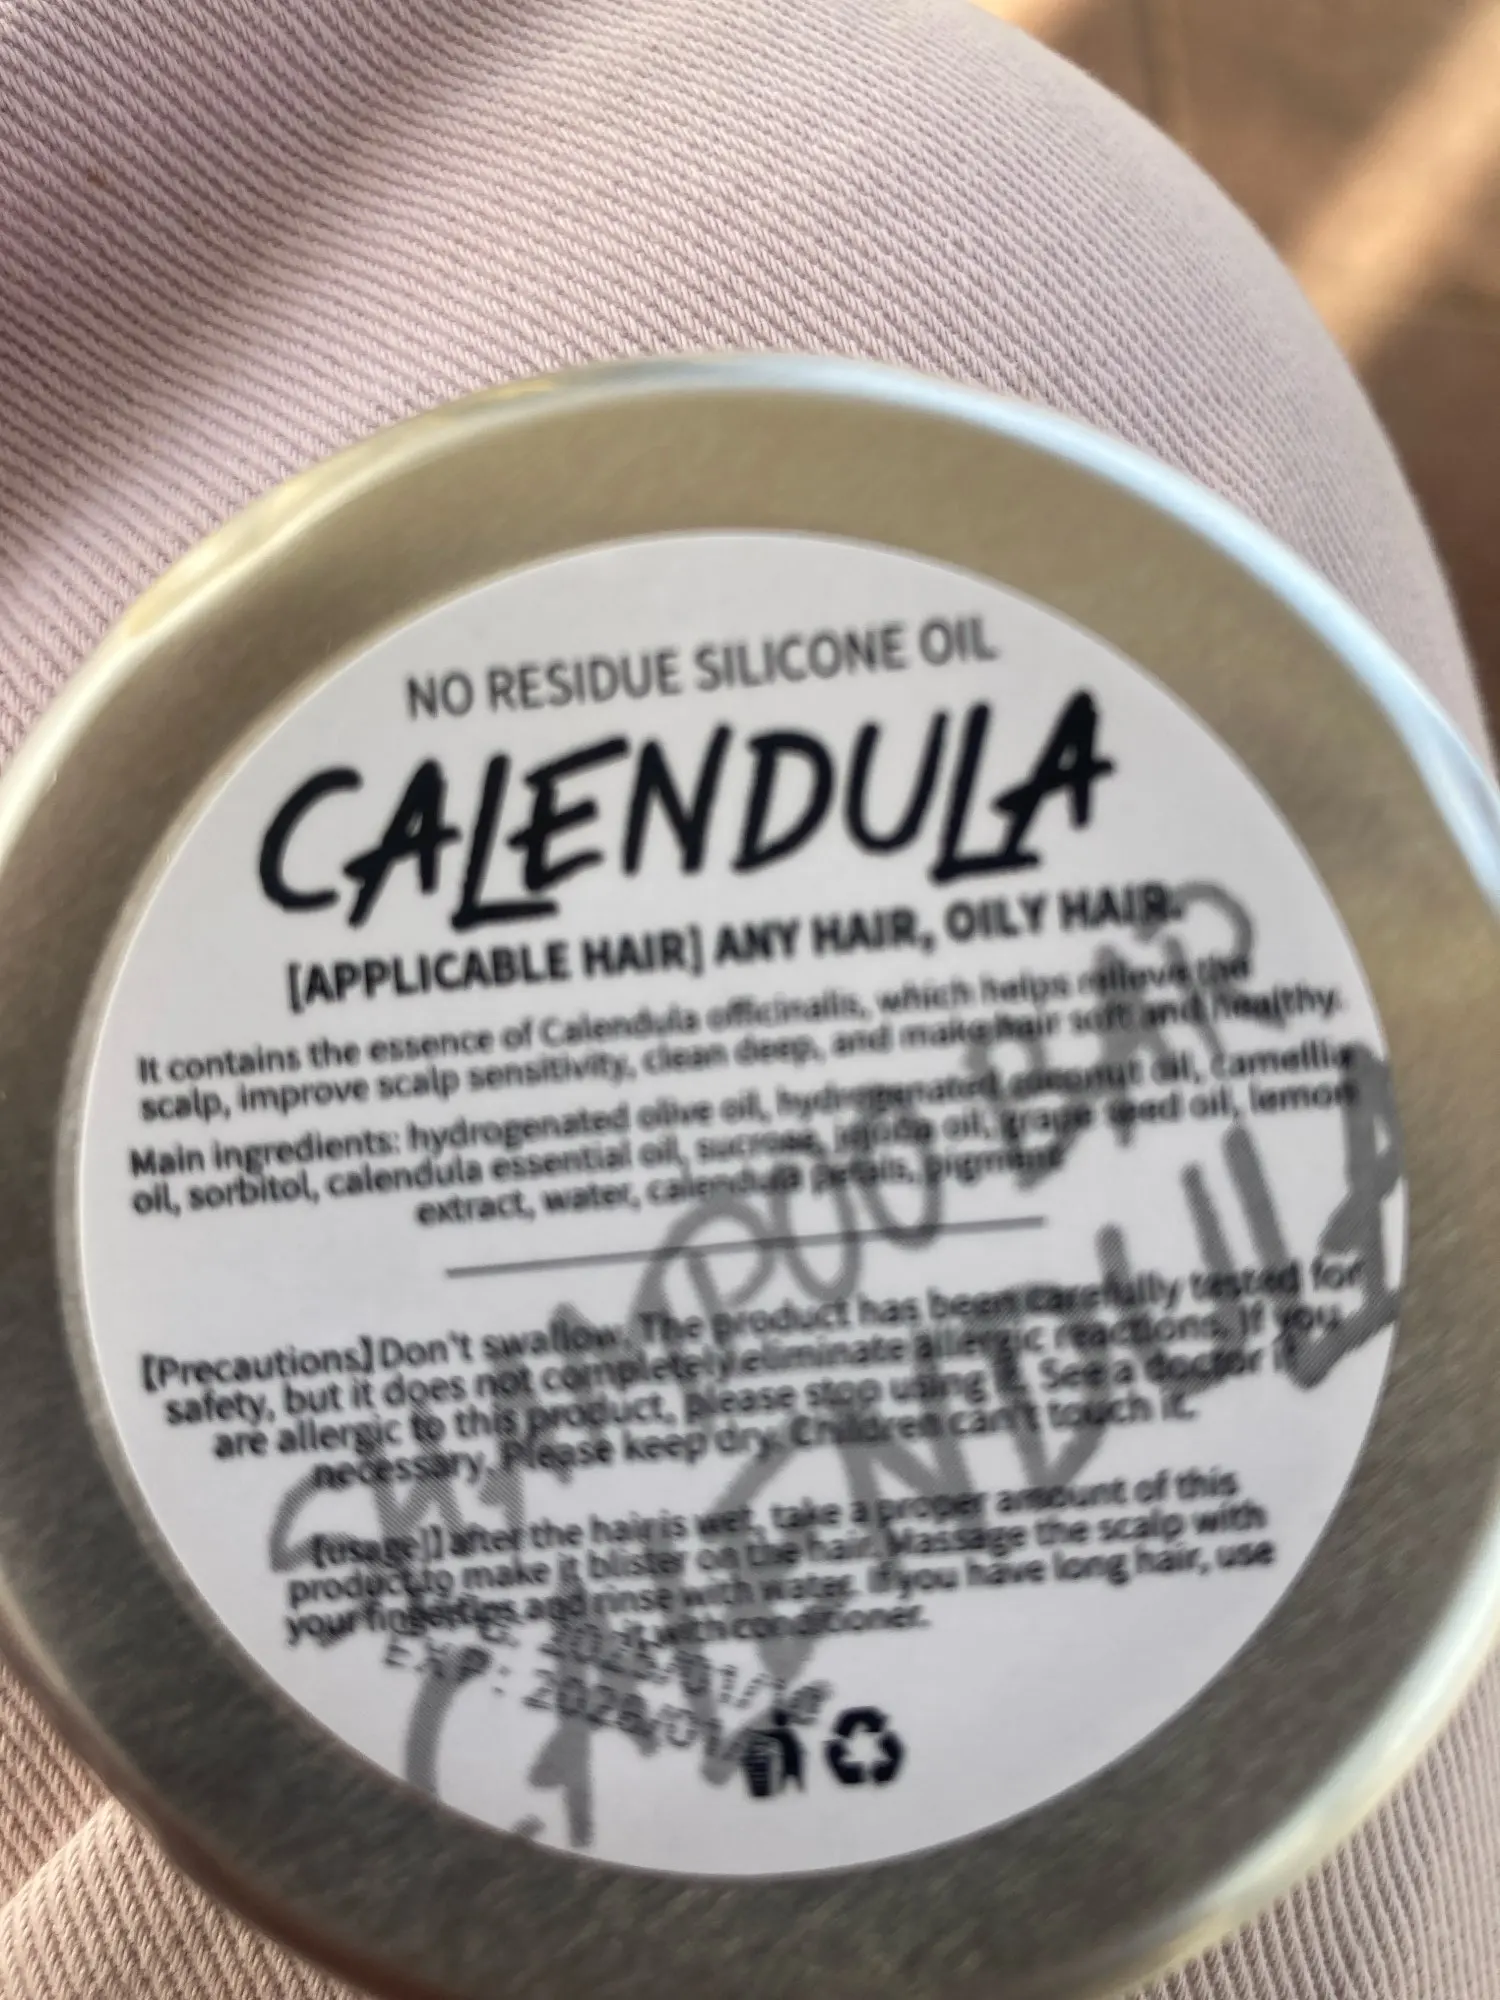 NO RESIDUE SILICONE OIL
CALENDULA
[APPLICABLE HAIR] ANY HAIR, OILY HAIR.
It contains the essence of Calendula officinalis, which helps relieve the
scalp, improve scalp sensitivity, clean deep, and make hair soft and healthy.
Main ingredients: hydrogenated olive oil, hydrogenated coconut oil, camellia
oil, sorbitol, calendula essential oil, sucrose, jojoba oil, grape seed oil, lemon
extract, water, calendula petals, pigment
[Precautions] Don't swallow. The product has been carefully tested for
safety, but it does not completely eliminate allergic reactions. If you
are allergic to this product, please stop using it. See a doctor if
necessary. Please keep dry. Children can't touch it.
[usage]] after the hair is wet, take a proper amount of this
product to make it blister on the hair. Massage the scalp with
your fingertips and rinse with water. If you have long hair, use
it with conditioner.
EXP: 2028/01/
SHAMPOO BAR
CALENDULA